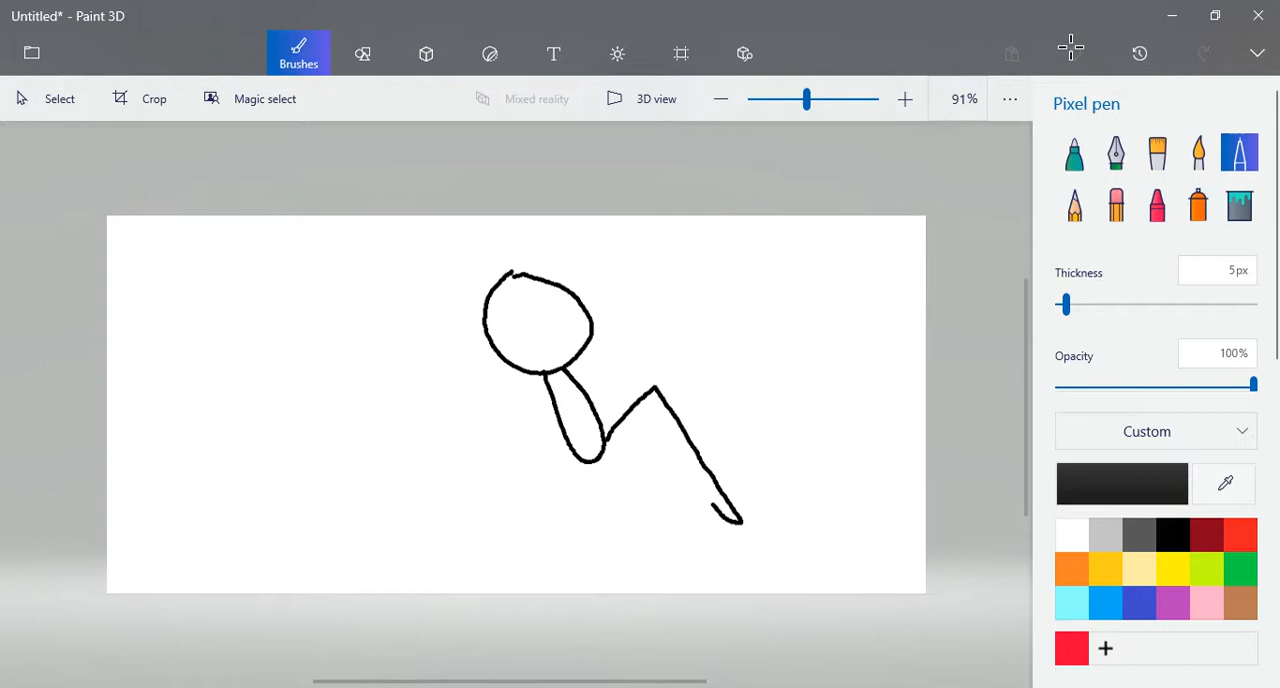 Untitled* - Paint 3D
Brushes
Select
Crop
Magic select
Mixed reality
3D view
91%
Pixel pen
Thickness
5px
Opacity
100%
Custom